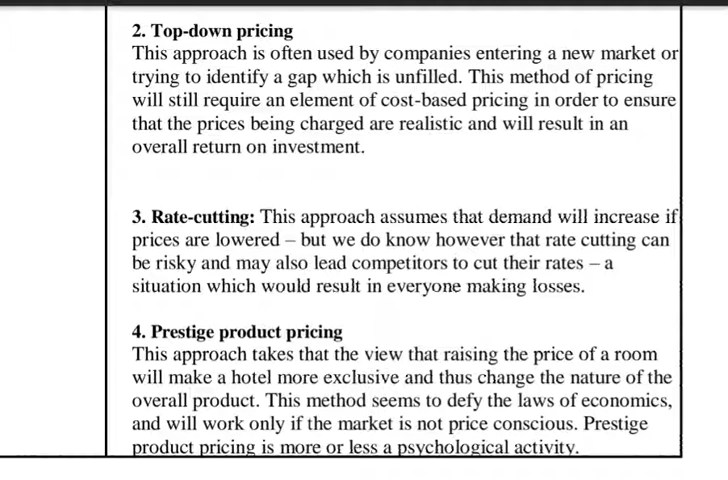 2. Top-down pricing
This approach is often used by companies entering a new market or
trying to identify a gap which is unfilled. This method of pricing
will still require an element of cost-based pricing in order to ensure
that the prices being charged are realistic and will result in an
overall return on investment.
3. Rate-cutting: This approach assumes that demand will increase if
prices are lowered – but we do know however that rate cutting can
be risky and may also lead competitors to cut their rates – a
situation which would result in everyone making losses.
4. Prestige product pricing
This approach takes that the view that raising the price of a room
will make a hotel more exclusive and thus change the nature of the
overall product. This method seems to defy the laws of economics,
and will work only if the market is not price conscious. Prestige
product pricing is more or less a psychological activity.